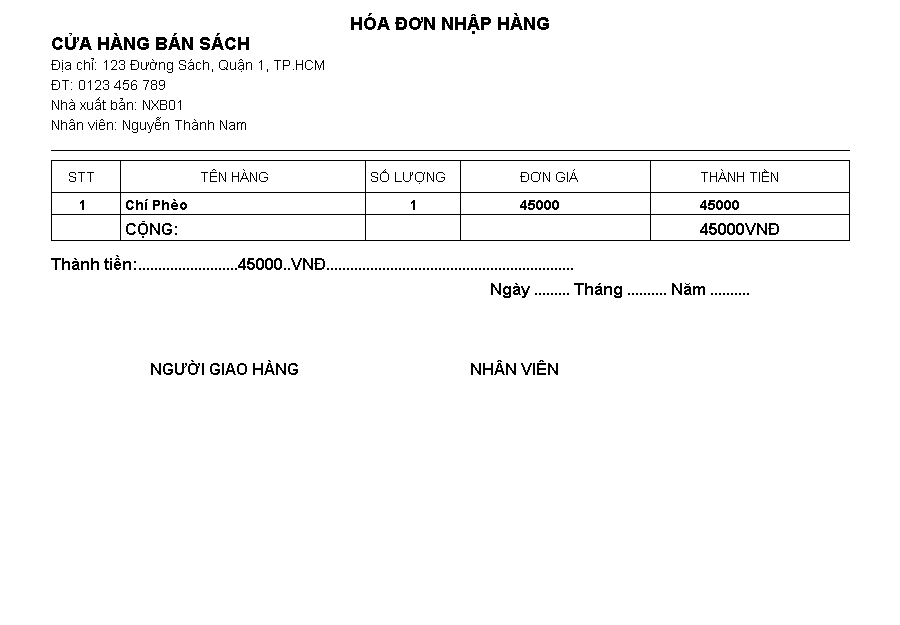 HÓA ĐƠN NHẬP HÀNG
CỬA HÀNG BÁN SÁCH
Địa chỉ: 123 Đường Sách, Quận 1, TP.HCM
ĐT: 0123 456 789
Nhà xuất bản: NXB01
Nhân viên: Nguyễn Thành Nam
STT TÊN HÀNG SỐ LƯỢNG ĐƠN GIÁ THÀNH TIỀN
1 Chí Phèo 1 45000 45000
CỘNG: 45000VNĐ
Thành tiền:.........................45000..VNĐ..............................................................
Ngày ......... Tháng .......... Năm ..........
NGƯỜI GIAO HÀNG NHÂN VIÊN